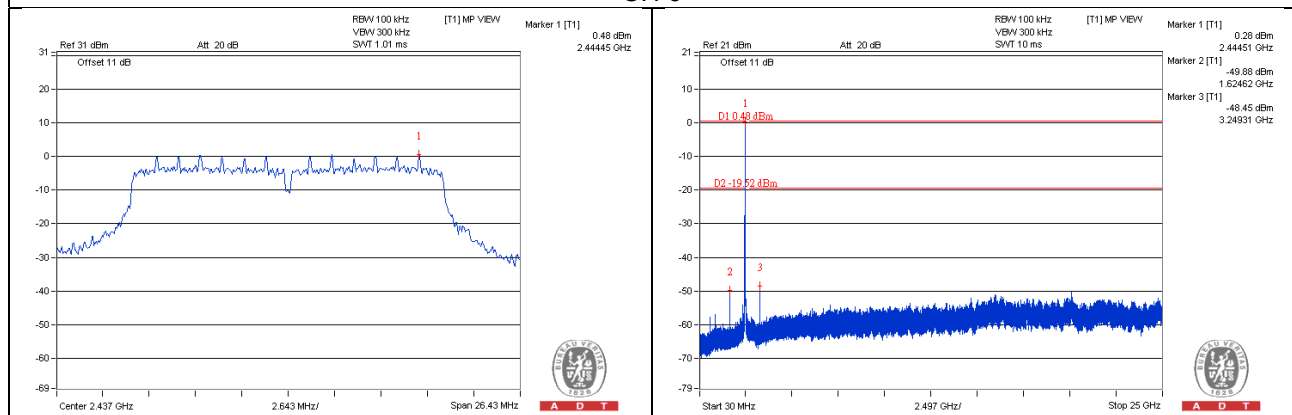 RBW 100 kHz [T1] MP VIEW
VBW 300 kHz
Ref 31 dBm Att 20 dB SWT 1.01 ms
Marker 1 [T1]
0.48 dBm
2.44445 GHz
Offset 11 dB
31
20
10
0
-10
-20
-30
-40
-50
-60
-69
1
Center 2.437 GHz 2.643 MHz/ Span 26.43 MHz
BUREAU VERITAS
1828
A D T
RBW 100 kHz [T1] MP VIEW
VBW 300 kHz
Ref 21 dBm Att 20 dB SWT 10 ms
Marker 1 [T1]
0.28 dBm
2.44451 GHz
Marker 2 [T1]
-49.88 dBm
1.62462 GHz
Marker 3 [T1]
-48.45 dBm
3.24931 GHz
Offset 11 dB
21
10
0
-10
-20
-30
-40
-50
-60
-70
-79
1
D1 0.48 dBm
D2 -19.52 dBm
2
3
Start 30 MHz 2.497 GHz/ Stop 25 GHz
BUREAU VERITAS
1828
A D T